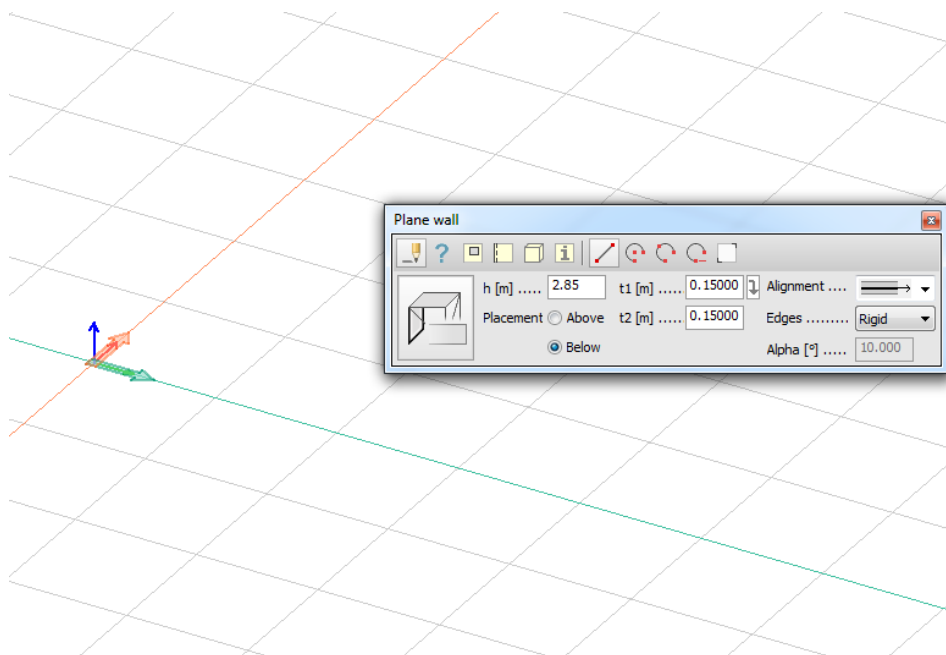 Plane wall
h [m] ..... 2.85 t1 [m] ..... 0.15000 Alignment ....
Placement Above t2 [m] ..... 0.15000 Edges ......... Rigid
Below Alpha [°] ..... 10.000